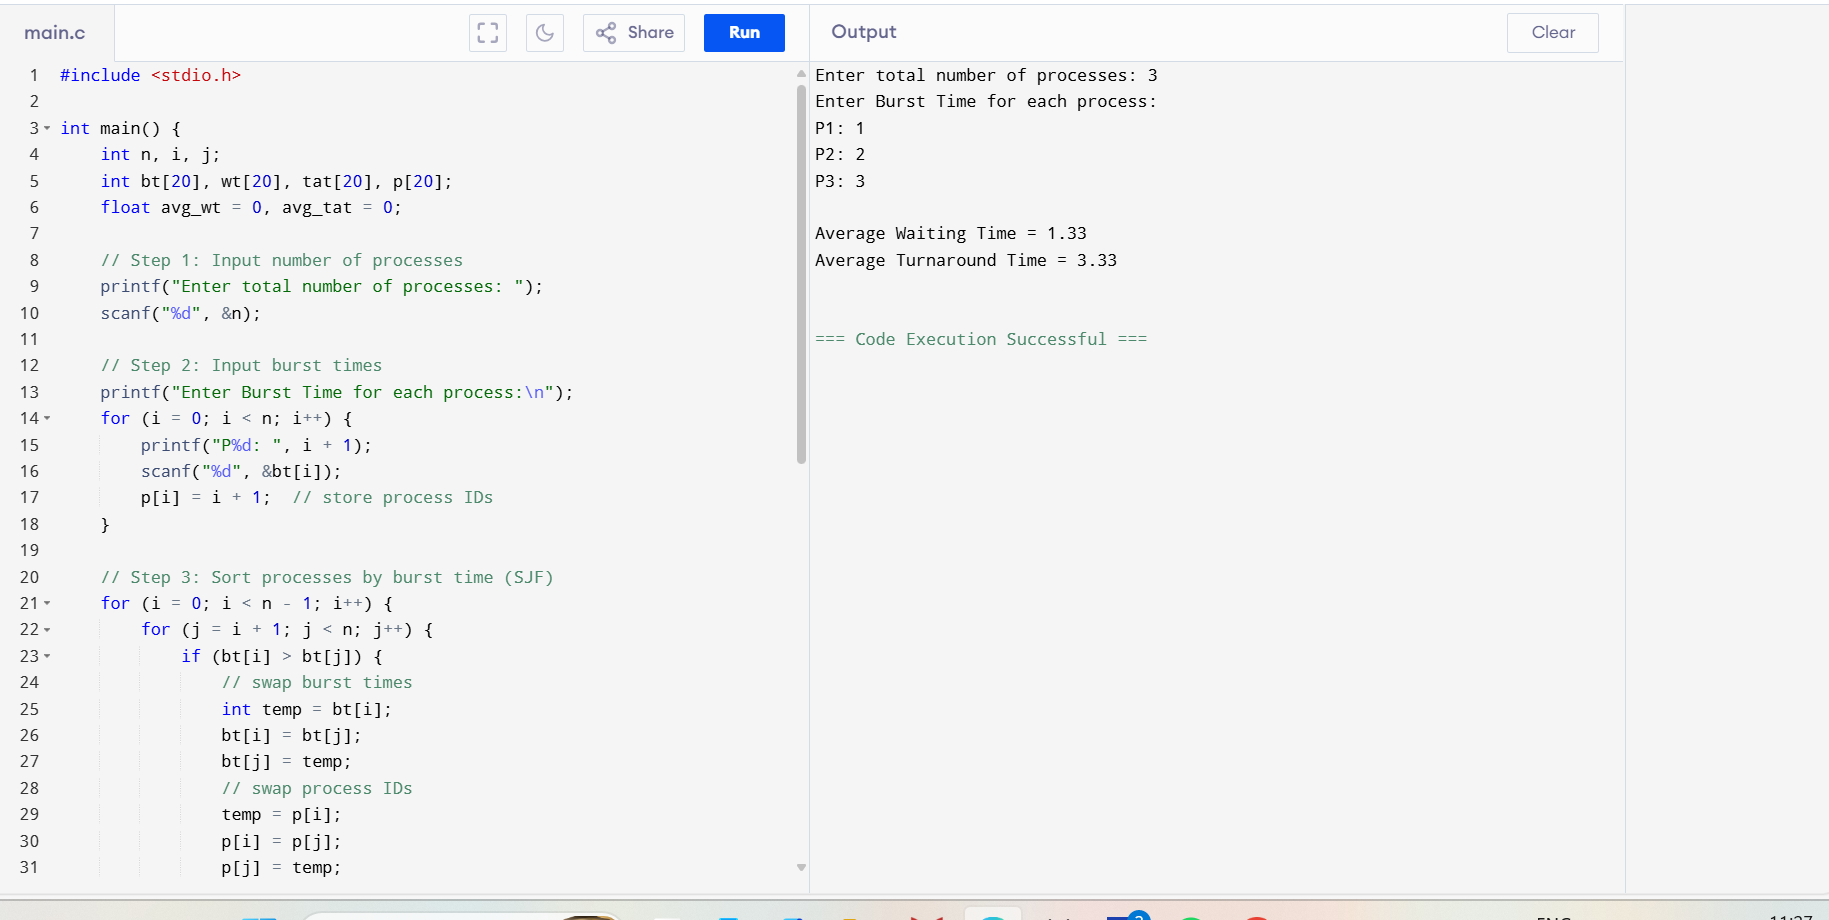 main.c
Share
Run
Output
Clear
1 #include <stdio.h>
2
3 int main() {
4     int n, i, j;
5     int bt[20], wt[20], tat[20], p[20];
6     float avg_wt = 0, avg_tat = 0;
7
8     // Step 1: Input number of processes
9     printf("Enter total number of processes: ");
10     scanf("%d", &n);
11
12     // Step 2: Input burst times
13     printf("Enter Burst Time for each process:\n");
14     for (i = 0; i < n; i++) {
15         printf("P%d: ", i + 1);
16         scanf("%d", &bt[i]);
17         p[i] = i + 1;  // store process IDs
18     }
19
20     // Step 3: Sort processes by burst time (SJF)
21     for (i = 0; i < n - 1; i++) {
22         for (j = i + 1; j < n; j++) {
23             if (bt[i] > bt[j]) {
24                 // swap burst times
25                 int temp = bt[i];
26                 bt[i] = bt[j];
27                 bt[j] = temp;
28                 // swap process IDs
29                 temp = p[i];
30                 p[i] = p[j];
31                 p[j] = temp;
Enter total number of processes: 3
Enter Burst Time for each process:
P1: 1
P2: 2
P3: 3
Average Waiting Time = 1.33
Average Turnaround Time = 3.33
=== Code Execution Successful ===